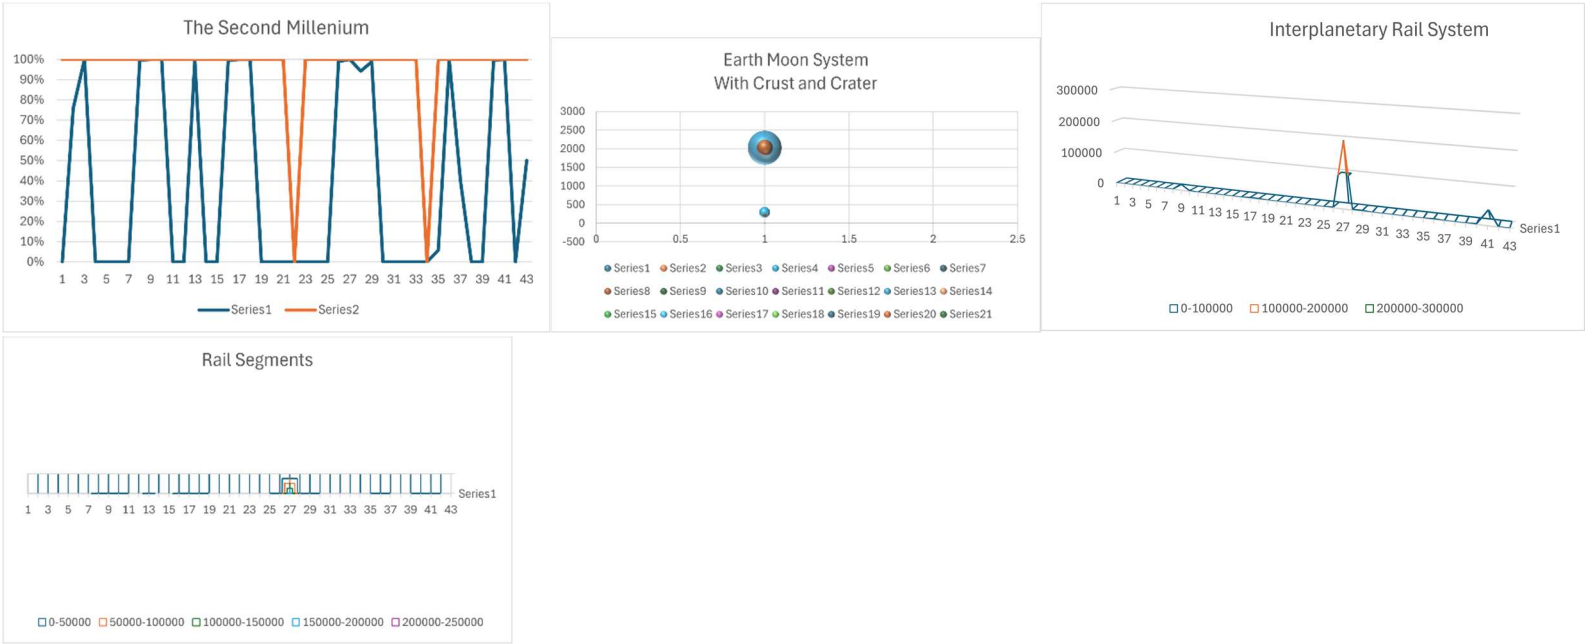 The Second Millenium
100%
90%
80%
70%
60%
50%
40%
30%
20%
10%
0%
1 3 5 7 9 11 13 15 17 19 21 23 25 27 29 31 33 35 37 39 41 43
Series1 Series2
Earth Moon System
With Crust and Crater
3000
2500
2000
1500
1000
500
0
-500
0 0.5 1 1.5 2 2.5
Series1 Series2 Series3 Series4 Series5 Series6 Series7
Series8 Series9 Series10 Series11 Series12 Series13 Series14
Series15 Series16 Series17 Series18 Series19 Series20 Series21
Interplanetary Rail System
300000
200000
100000
0
1 3 5 7 9 11 13 15 17 19 21 23 25 27 29 31 33 35 37 39 41 43
Series1
0-100000 100000-200000 200000-300000
Rail Segments
Series1
1 3 5 7 9 11 13 15 17 19 21 23 25 27 29 31 33 35 37 39 41 43
0-50000 50000-100000 100000-150000 150000-200000 200000-250000